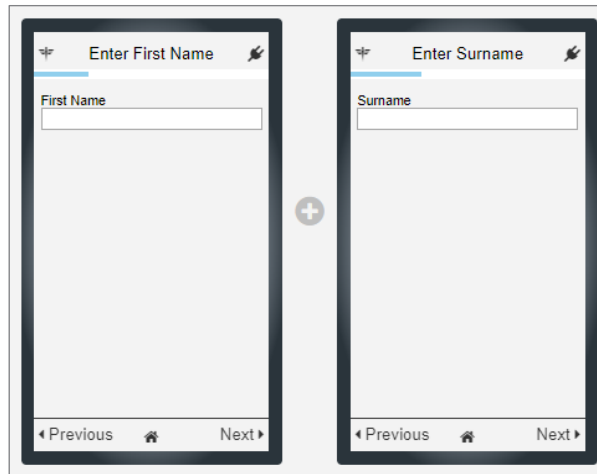 Enter First Name
First Name
Previous
Next
Enter Surname
Surname
Previous
Next